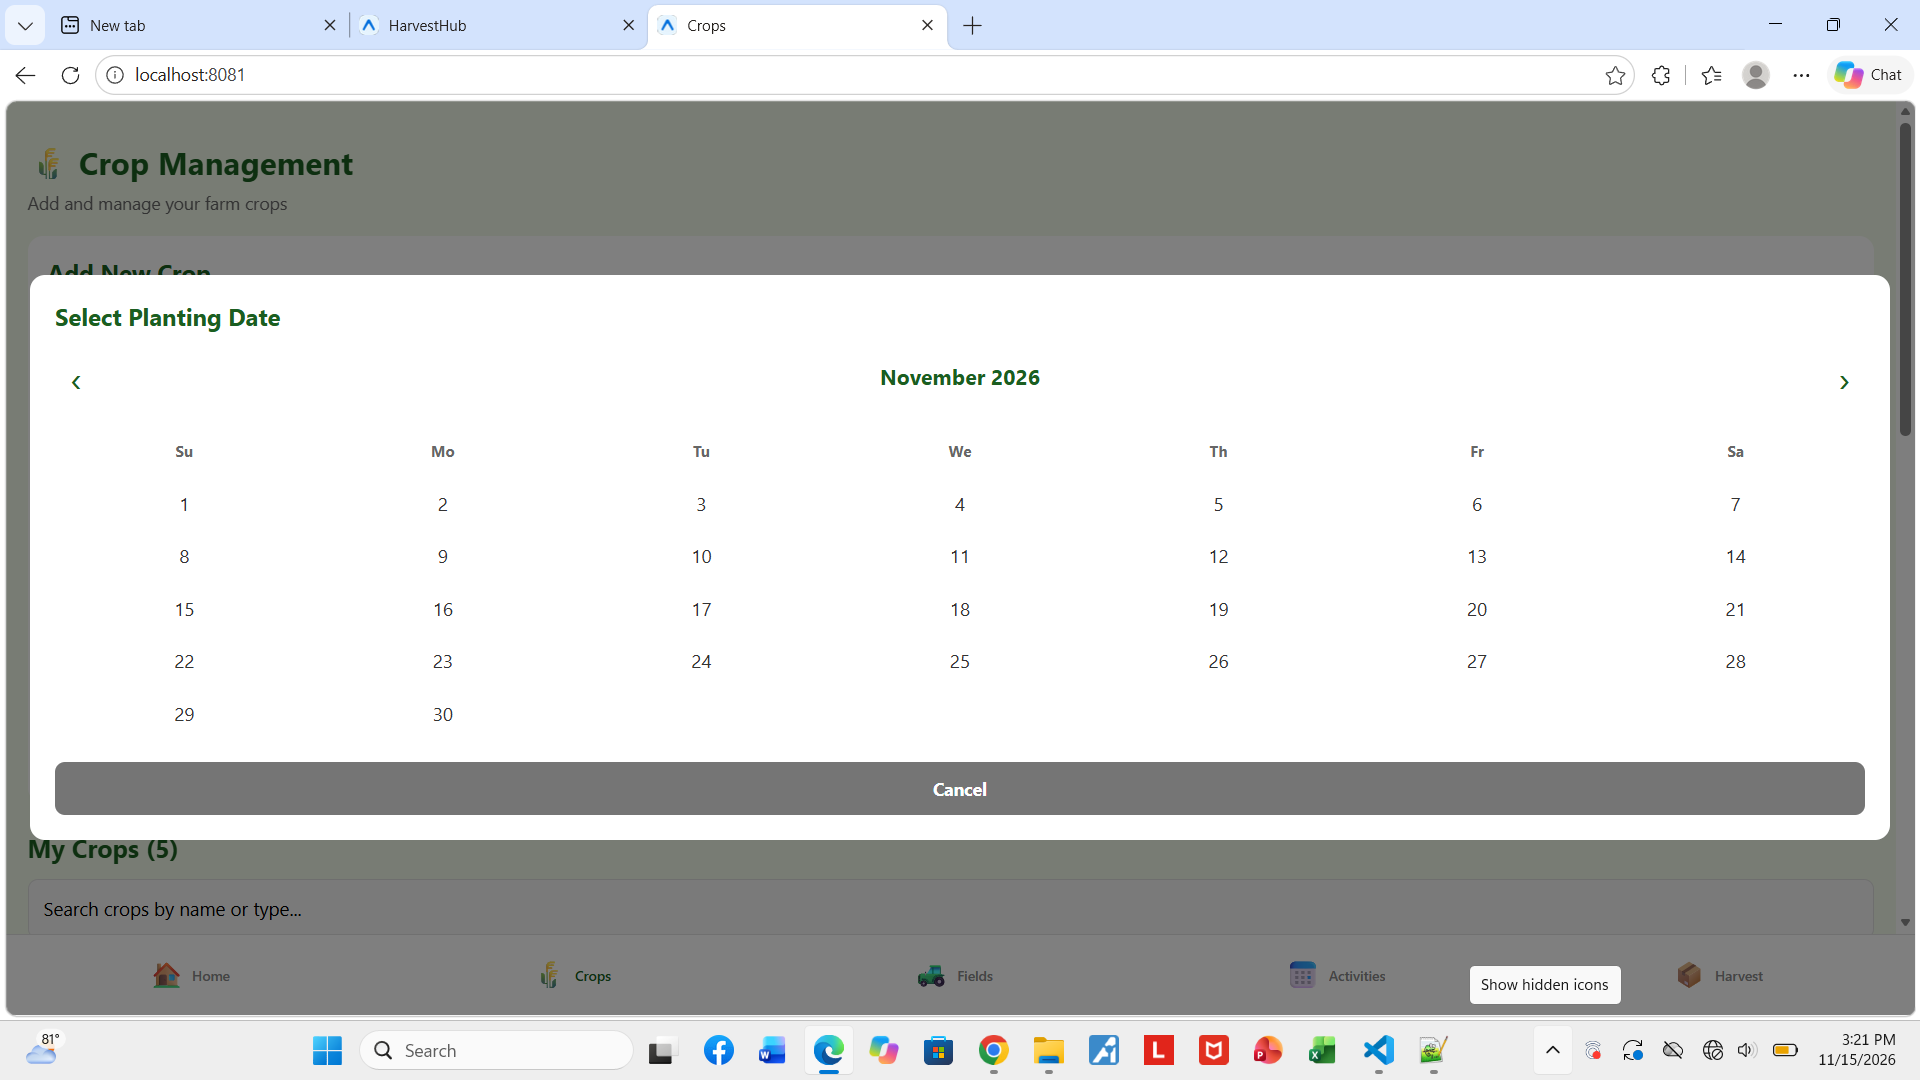 New tab
HarvestHub
Crops
localhost:8081
Chat
Crop Management
Add and manage your farm crops
Add New Crop
Select Planting Date
‹ November 2026 ›
Su Mo Tu We Th Fr Sa
1 2 3 4 5 6 7
8 9 10 11 12 13 14
15 16 17 18 19 20 21
22 23 24 25 26 27 28
29 30
Cancel
My Crops (5)
Search crops by name or type...
Home
Crops
Fields
Activities
Harvest
Show hidden icons
81°
Search
3:21 PM
11/15/2026